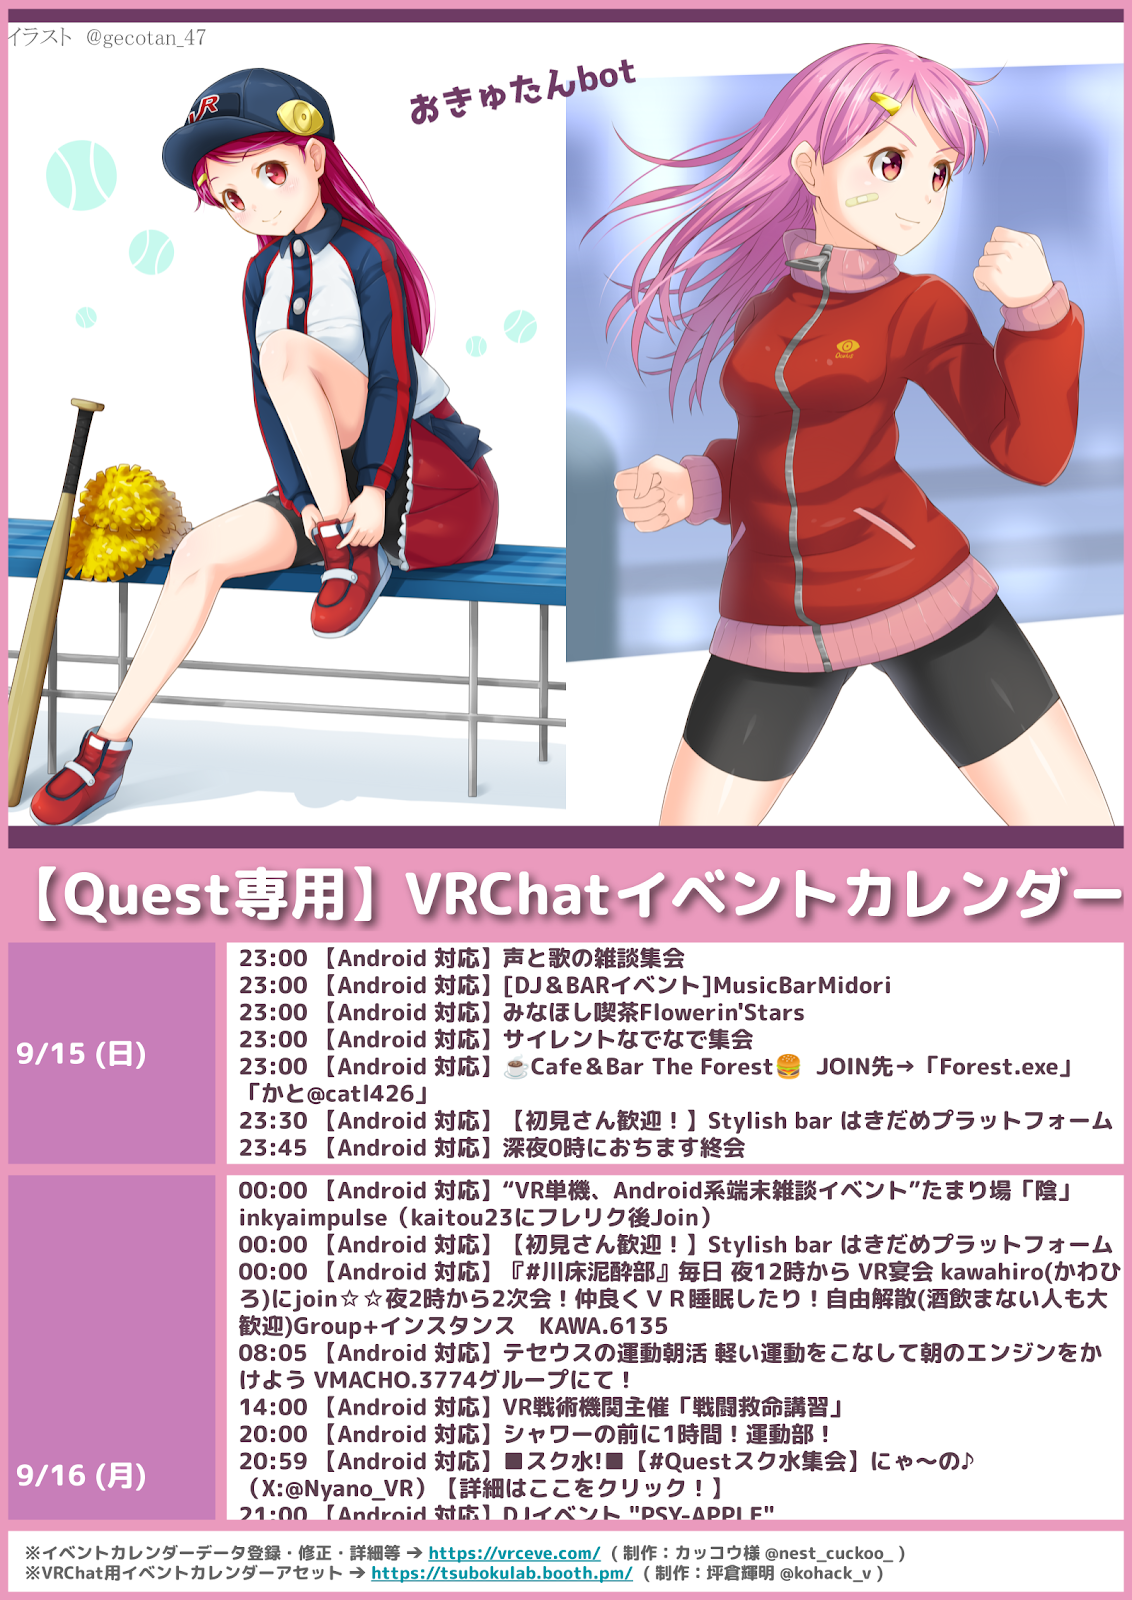 イラスト @gecotan_47
おきゅたんbot
VR
Quest
【Quest専用】VRChatイベントカレンダー
9/15 (日)
23:00 【Android 対応】声と歌の雑談集会
23:00 【Android 対応】[DJ＆BARイベント]MusicBarMidori
23:00 【Android 対応】みなほし喫茶Flowerin'Stars
23:00 【Android 対応】サイレントなでなで集会
23:00 【Android 対応】☕Cafe＆Bar The Forest🍔 JOIN先→「Forest.exe」
「かと@catl426」
23:30 【Android 対応】【初見さん歓迎！】Stylish bar はきだめプラットフォーム
23:45 【Android 対応】深夜0時におちます終会
9/16 (月)
00:00 【Android 対応】“VR単機、Android系端末雑談イベント”たまり場「陰」
inkyaimpulse（kaitou23にフレリク後Join）
00:00 【Android 対応】【初見さん歓迎！】Stylish bar はきだめプラットフォーム
00:00 【Android 対応】『#川床泥酔部』毎日 夜12時から VR宴会 kawahiro(かわひ
ろ)にjoin☆☆夜2時から2次会！仲良くＶＲ睡眠したり！自由解散(酒飲まない人も大
歓迎)Group+インスタンス　KAWA.6135
08:05 【Android 対応】テセウスの運動朝活 軽い運動をこなして朝のエンジンをか
けよう VMACHO.3774グループにて！
14:00 【Android 対応】VR戦術機関主催「戦闘救命講習」
20:00 【Android 対応】シャワーの前に1時間！運動部！
20:59 【Android 対応】■スク水!■【#Questスク水集会】にゃ～の♪
（X:@Nyano_VR）【詳細はここをクリック！】
21:00 【Android 対応】DJイベント "PSY-APPLE"
※イベントカレンダーデータ登録・修正・詳細等 → https://vrceve.com/ ( 制作：カッコウ様 @nest_cuckoo_ )
※VRChat用イベントカレンダーアセット → https://tsubokulab.booth.pm/ ( 制作：坪倉輝明 @kohack_v )